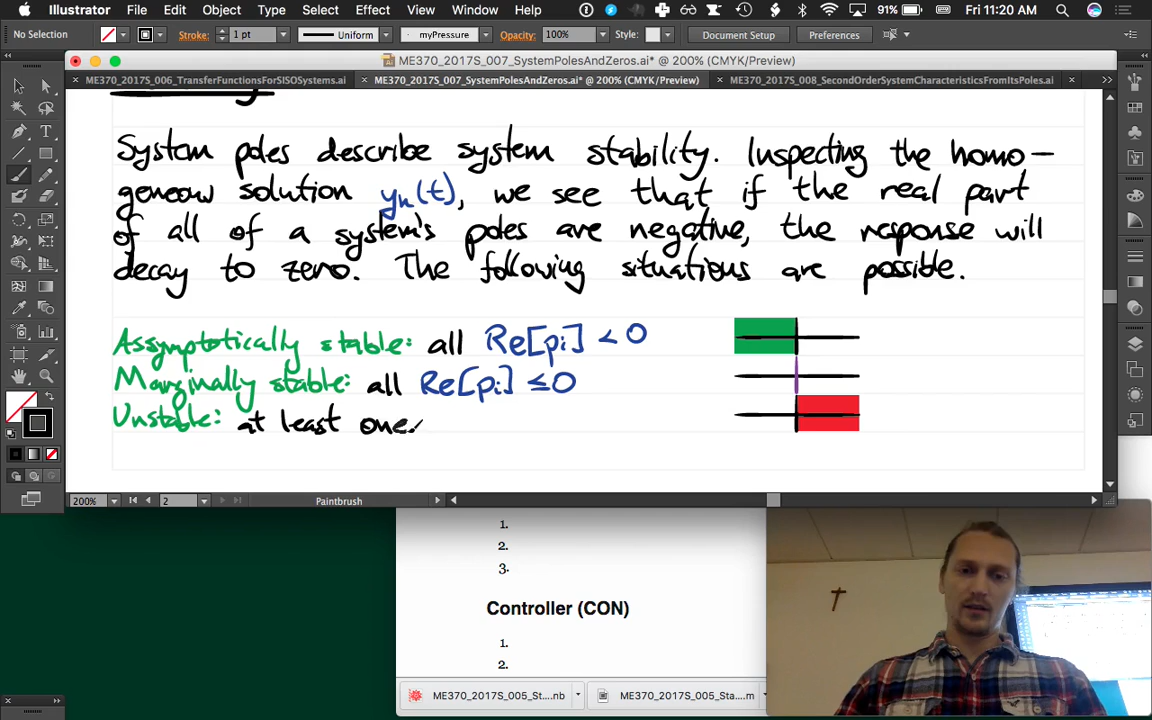 Illustrator File Edit Object Type Select Effect View Window Help 91% Fri 11:20 AM
No Selection Stroke: 1 pt Uniform myPressure Opacity: 100% Style: Document Setup Preferences
ME370_2017S_007_SystemPolesAndZeros.ai* @ 200% (CMYK/Preview)
ME370_2017S_006_TransferFunctionsForSISOSystems.ai ME370_2017S_007_SystemPolesAndZeros.ai* @ 200% (CMYK/Preview) ME370_2017S_008_SecondOrderSystemCharacteristicsFromItsPoles.ai
System poles describe system stability. Inspecting the homo-
geneous solution yh(t), we see that if the real part
of all of a system's poles are negative, the response will
decay to zero. The following situations are possible.
Assymptotically stable: all Re[pi] < 0
Marginally stable: all Re[pi] ≤ 0
Unstable: at least one
200% 2 Paintbrush
1.
2.
3.
Controller (CON)
1.
2.
ME370_2017S_005_Sta....nb ME370_2017S_005_Sta....m